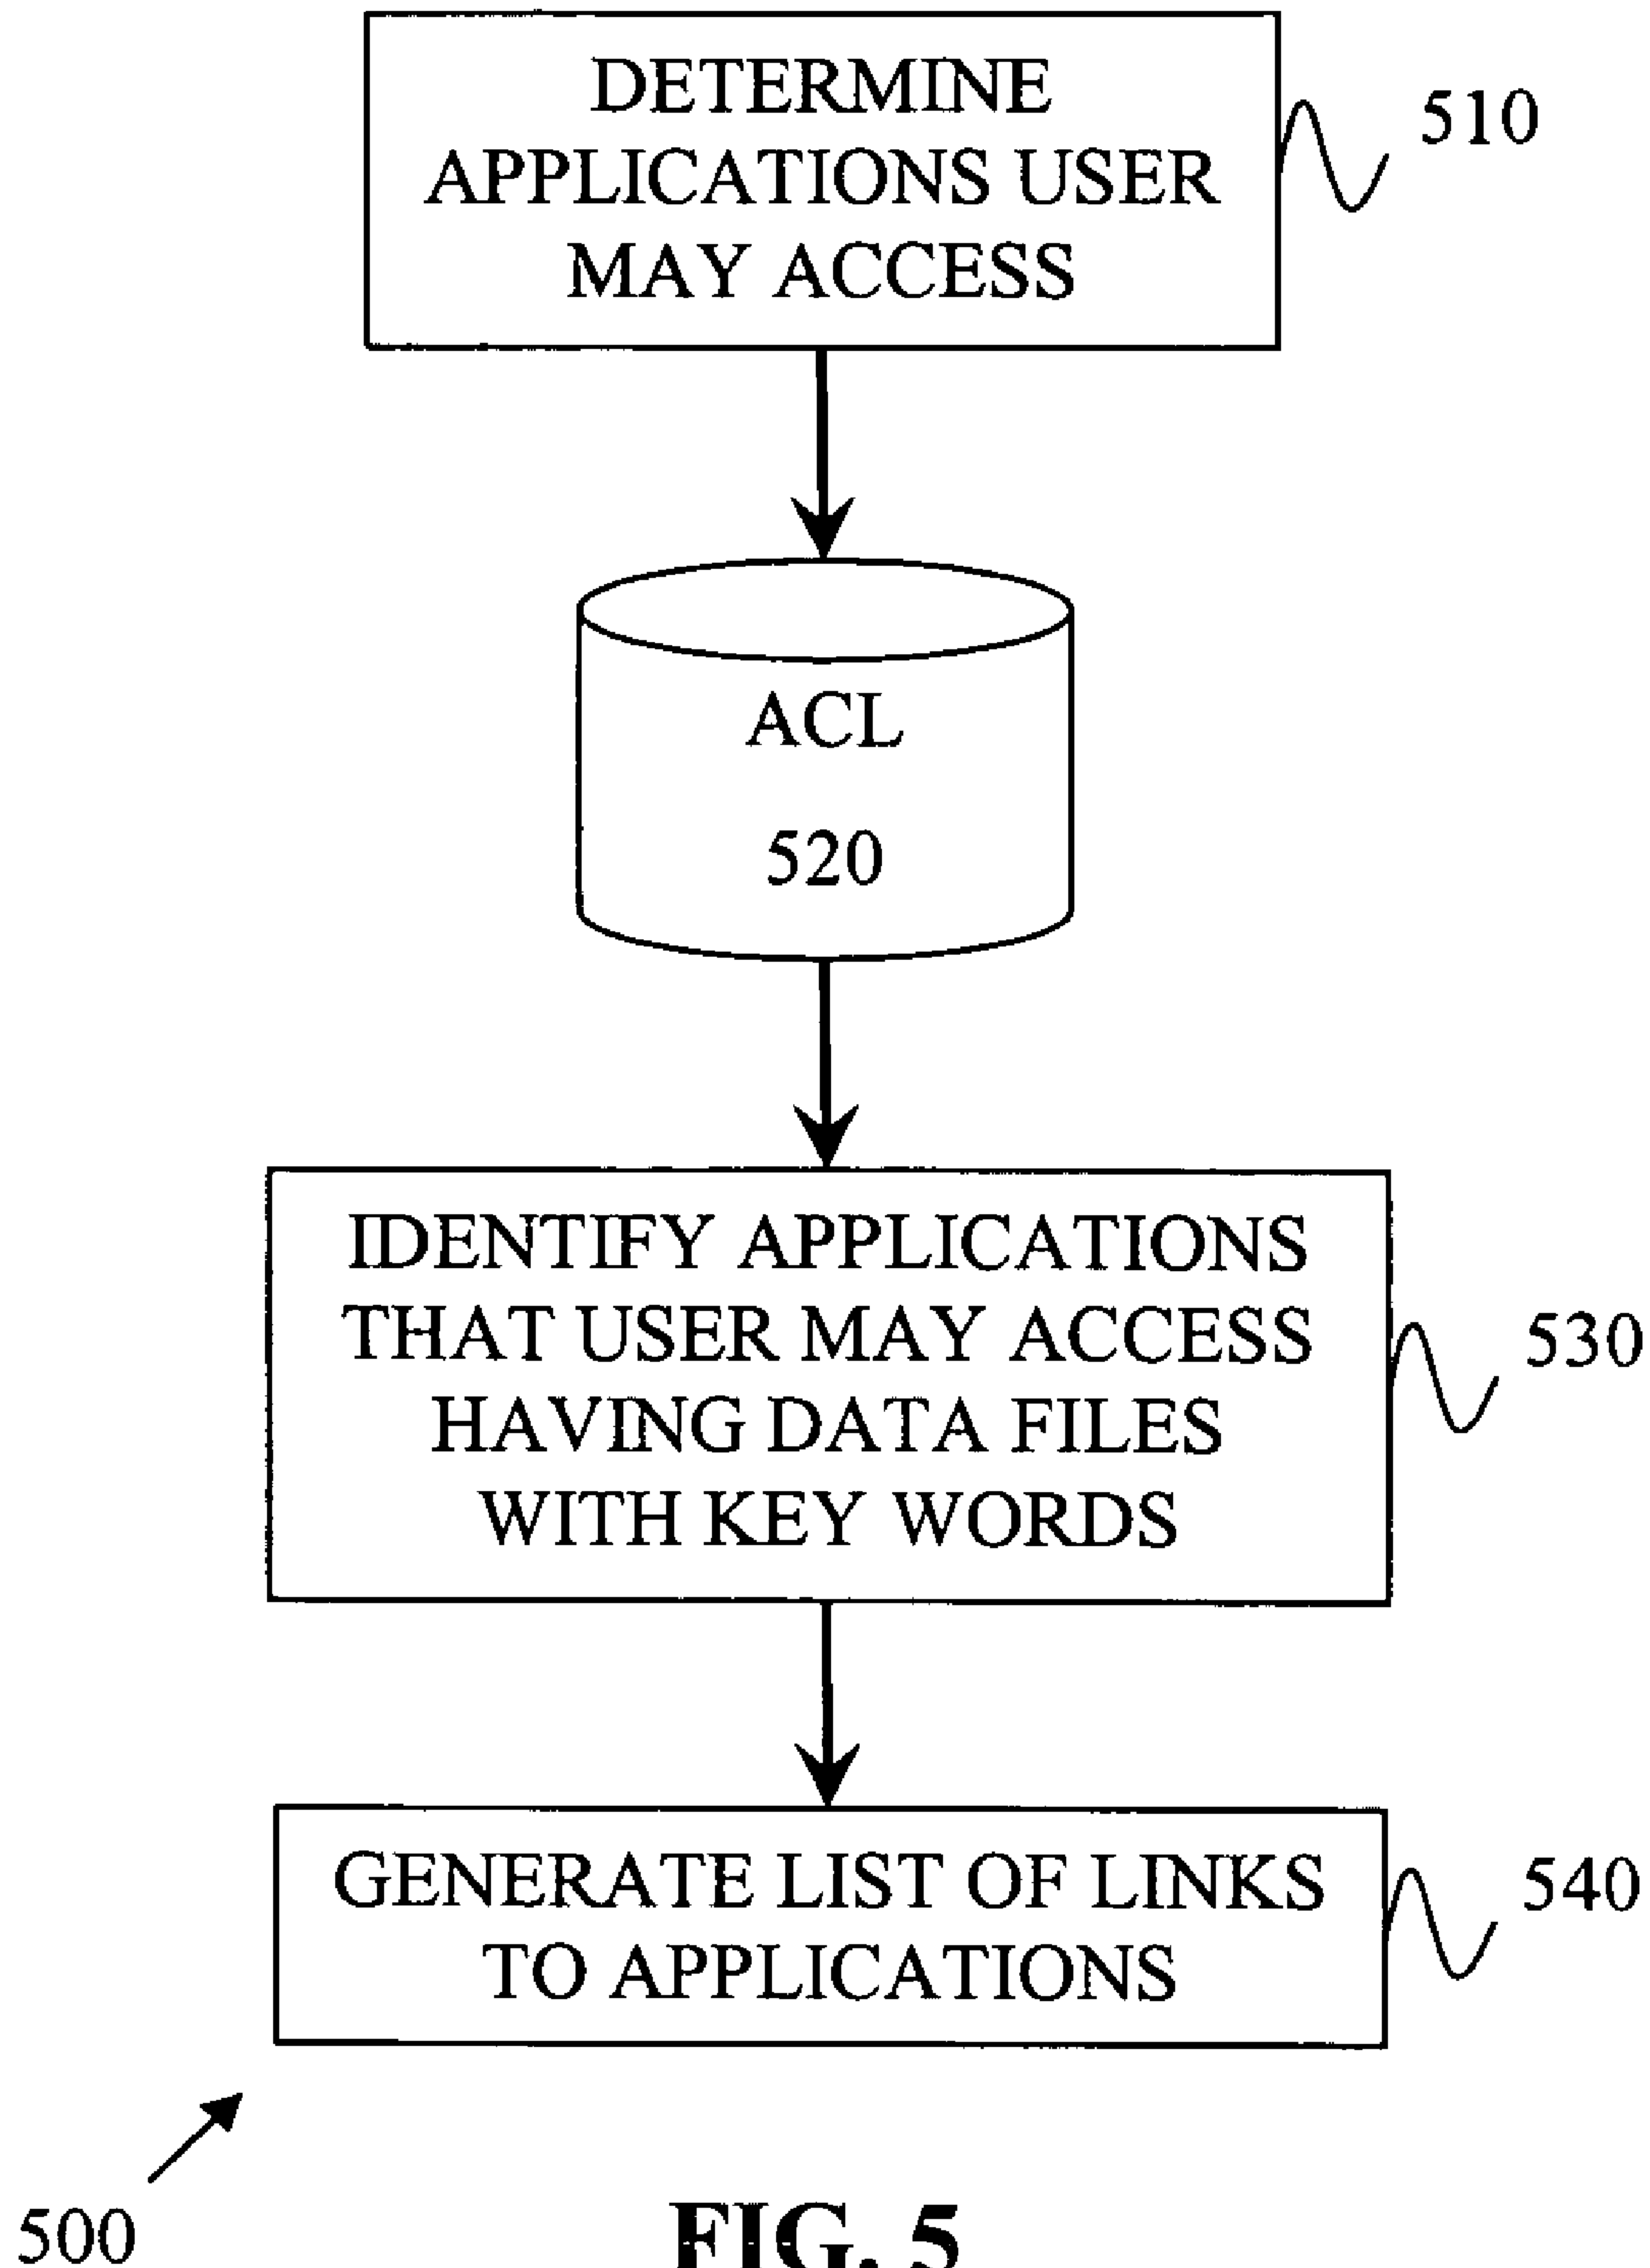 DETERMINE
APPLICATIONS USER
MAY ACCESS
510
ACL
520
IDENTIFY APPLICATIONS
THAT USER MAY ACCESS
HAVING DATA FILES
WITH KEY WORDS
530
GENERATE LIST OF LINKS
TO APPLICATIONS
540
500
FIG. 5